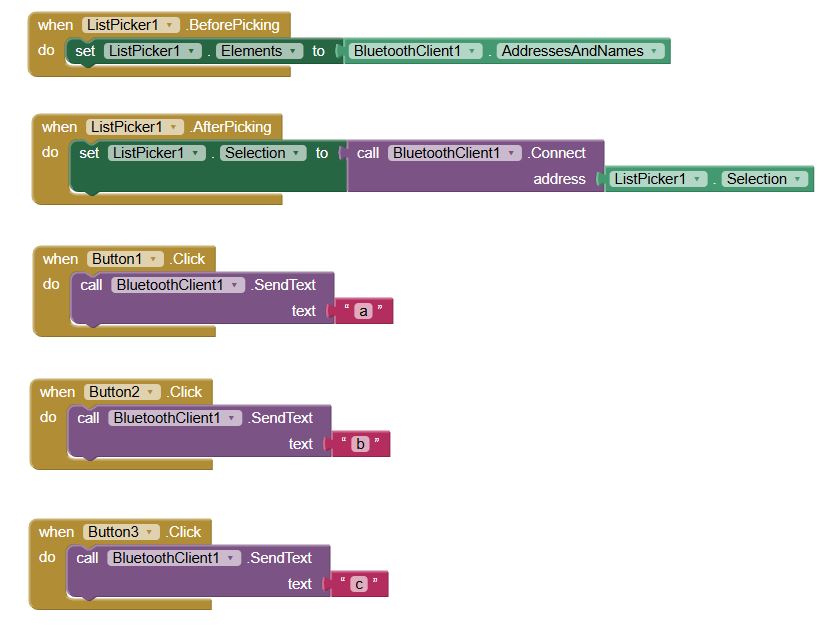 when ListPicker1 .BeforePicking
do set ListPicker1 . Elements to BluetoothClient1 . AddressesAndNames
when ListPicker1 .AfterPicking
do set ListPicker1 . Selection to call BluetoothClient1 .Connect
address ListPicker1 . Selection
when Button1 .Click
do call BluetoothClient1 .SendText
text “ a ”
when Button2 .Click
do call BluetoothClient1 .SendText
text “ b ”
when Button3 .Click
do call BluetoothClient1 .SendText
text “ c ”